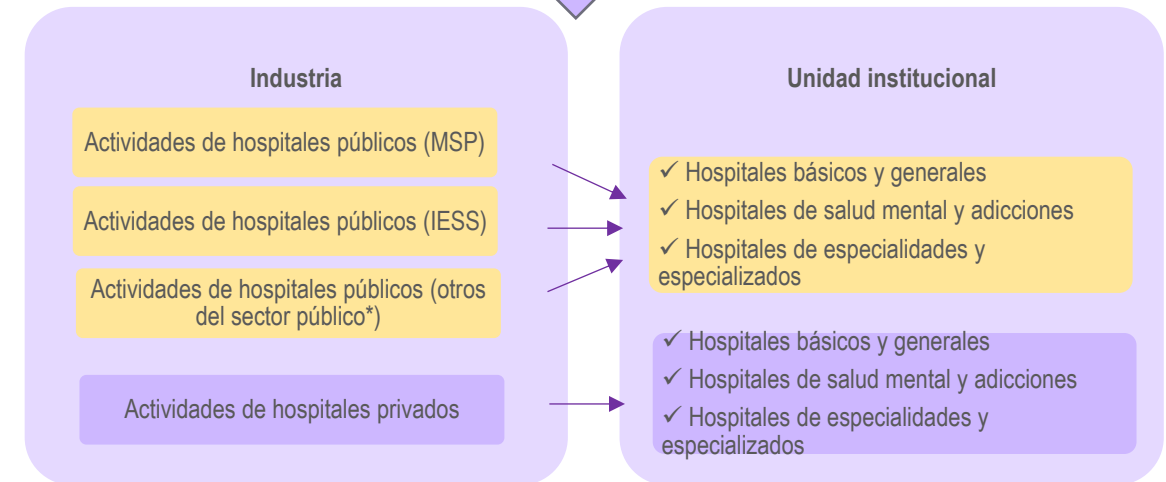 Industria
Actividades de hospitales públicos (MSP)
Actividades de hospitales públicos (IESS)
Actividades de hospitales públicos (otros
del sector público*)
Actividades de hospitales privados
Unidad institucional
✓ Hospitales básicos y generales
✓ Hospitales de salud mental y adicciones
✓ Hospitales de especialidades y
especializados
✓ Hospitales básicos y generales
✓ Hospitales de salud mental y adicciones
✓ Hospitales de especialidades y
especializados